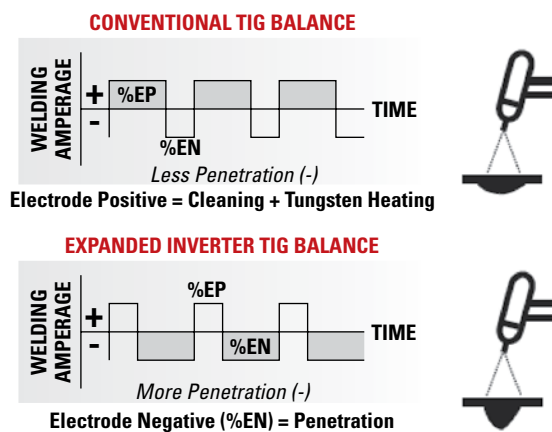 CONVENTIONAL TIG BALANCE
WELDING
AMPERAGE
+
-
%EP
%EN
TIME
Less Penetration (-)
Electrode Positive = Cleaning + Tungsten Heating
EXPANDED INVERTER TIG BALANCE
WELDING
AMPERAGE
+
-
%EP
%EN
TIME
More Penetration (-)
Electrode Negative (%EN) = Penetration